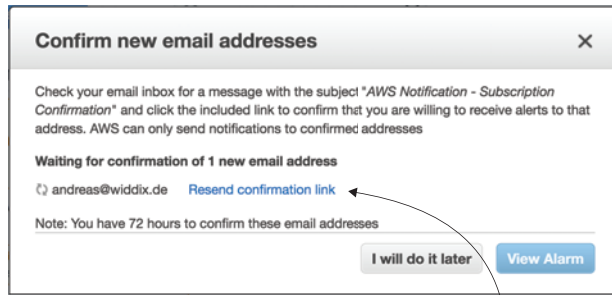 Confirm new email addresses
Check your email inbox for a message with the subject "AWS Notification - Subscription
Confirmation" and click the included link to confirm that you are willing to receive alerts to that
address. AWS can only send notifications to confirmed addresses
Waiting for confirmation of 1 new email address
andreas@widdix.de Resend confirmation link
Note: You have 72 hours to confirm these email addresses
I will do it later View Alarm